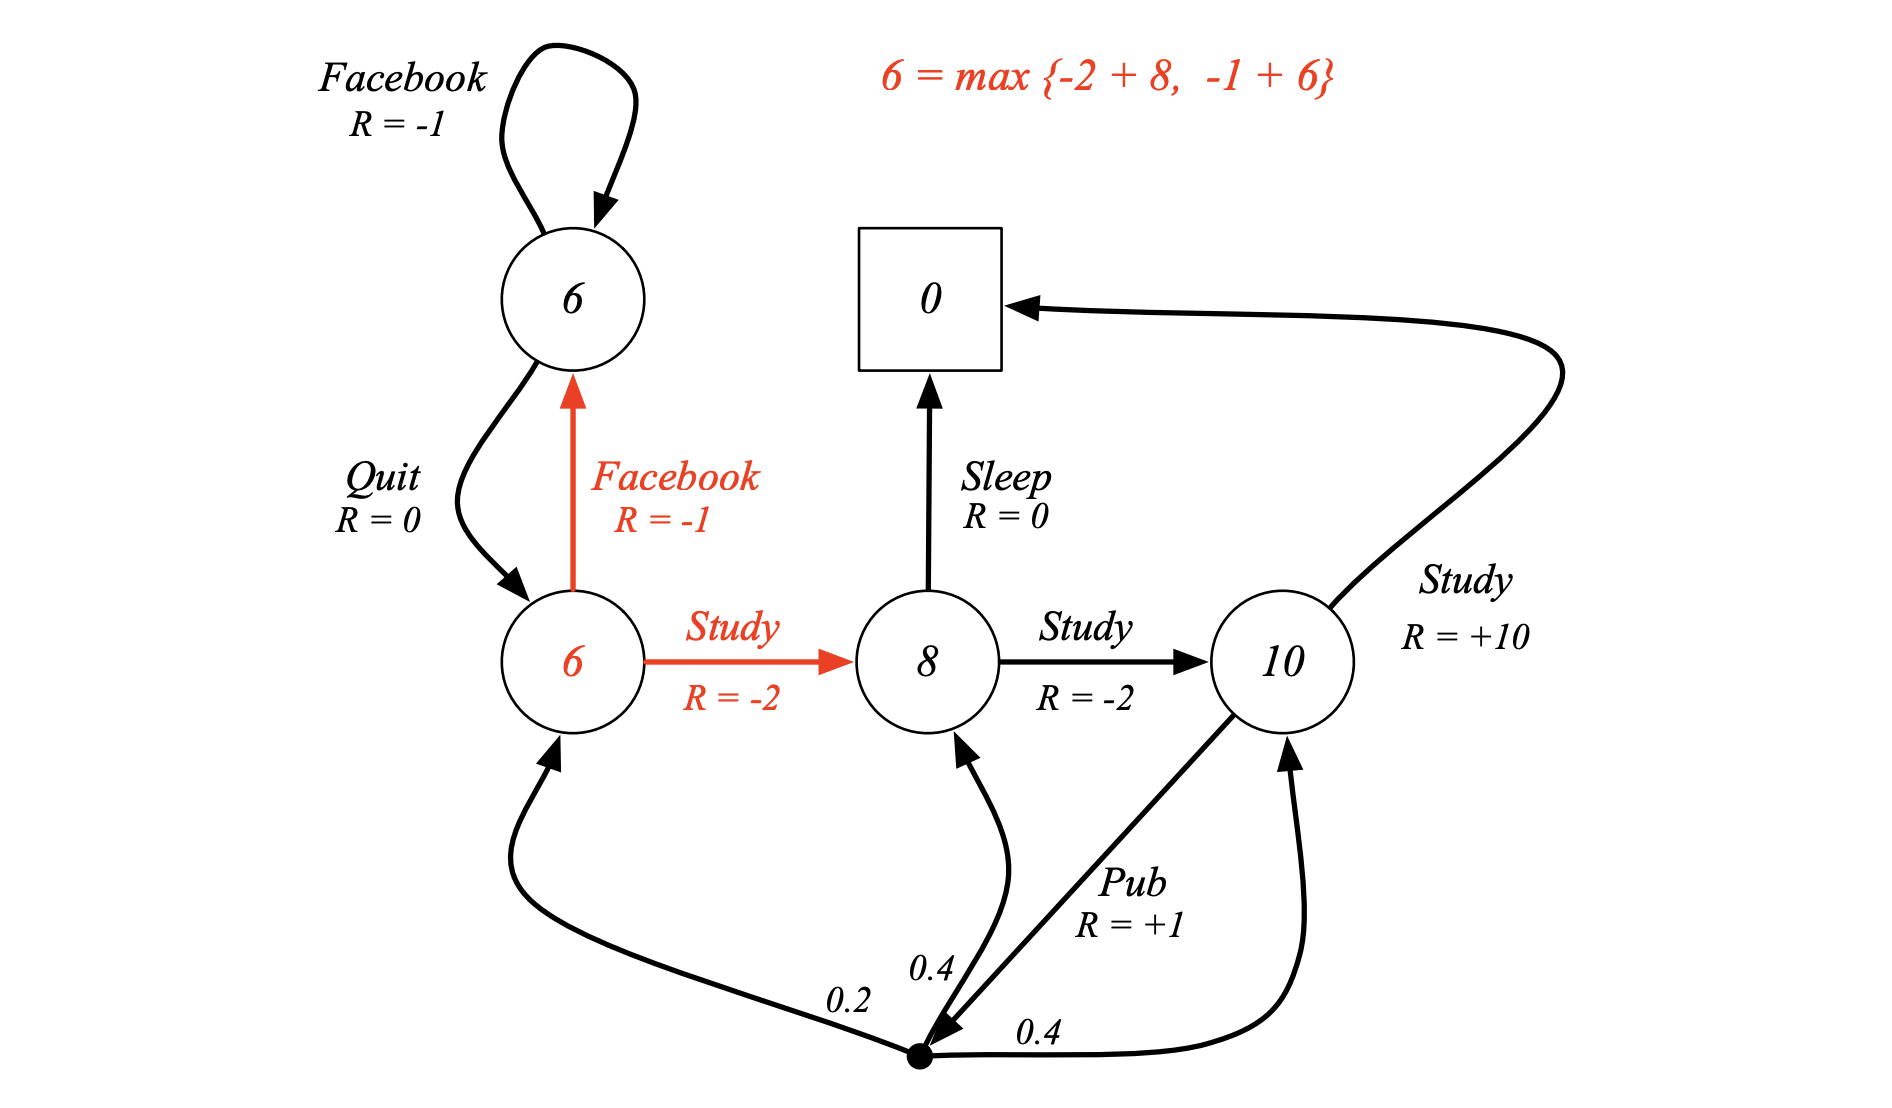 Facebook
R = -1
6 = max {-2 + 8, -1 + 6}
6
0
Quit
R = 0
Facebook
R = -1
Sleep
R = 0
Study
R = +10
6
Study
R = -2
8
Study
R = -2
10
Pub
R = +1
0.4
0.2
0.4